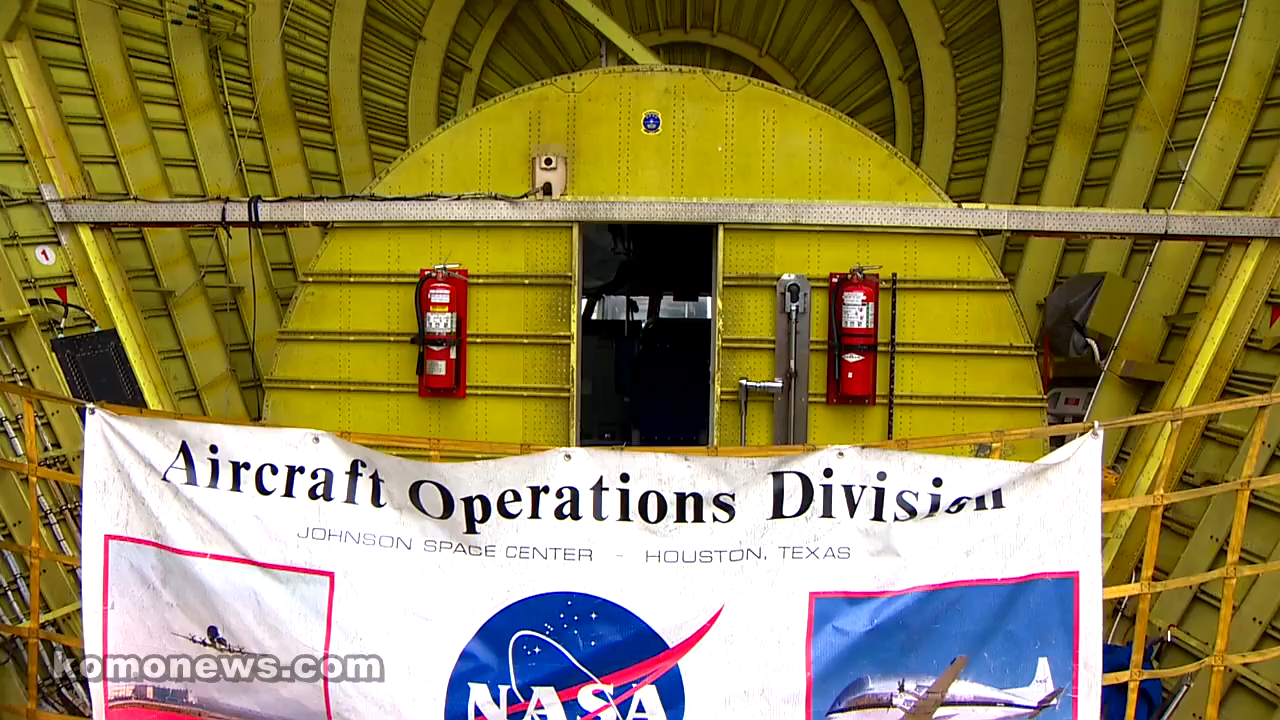 1
Aircraft Operations Division
JOHNSON SPACE CENTER - HOUSTON, TEXAS
NASA
komonews.com